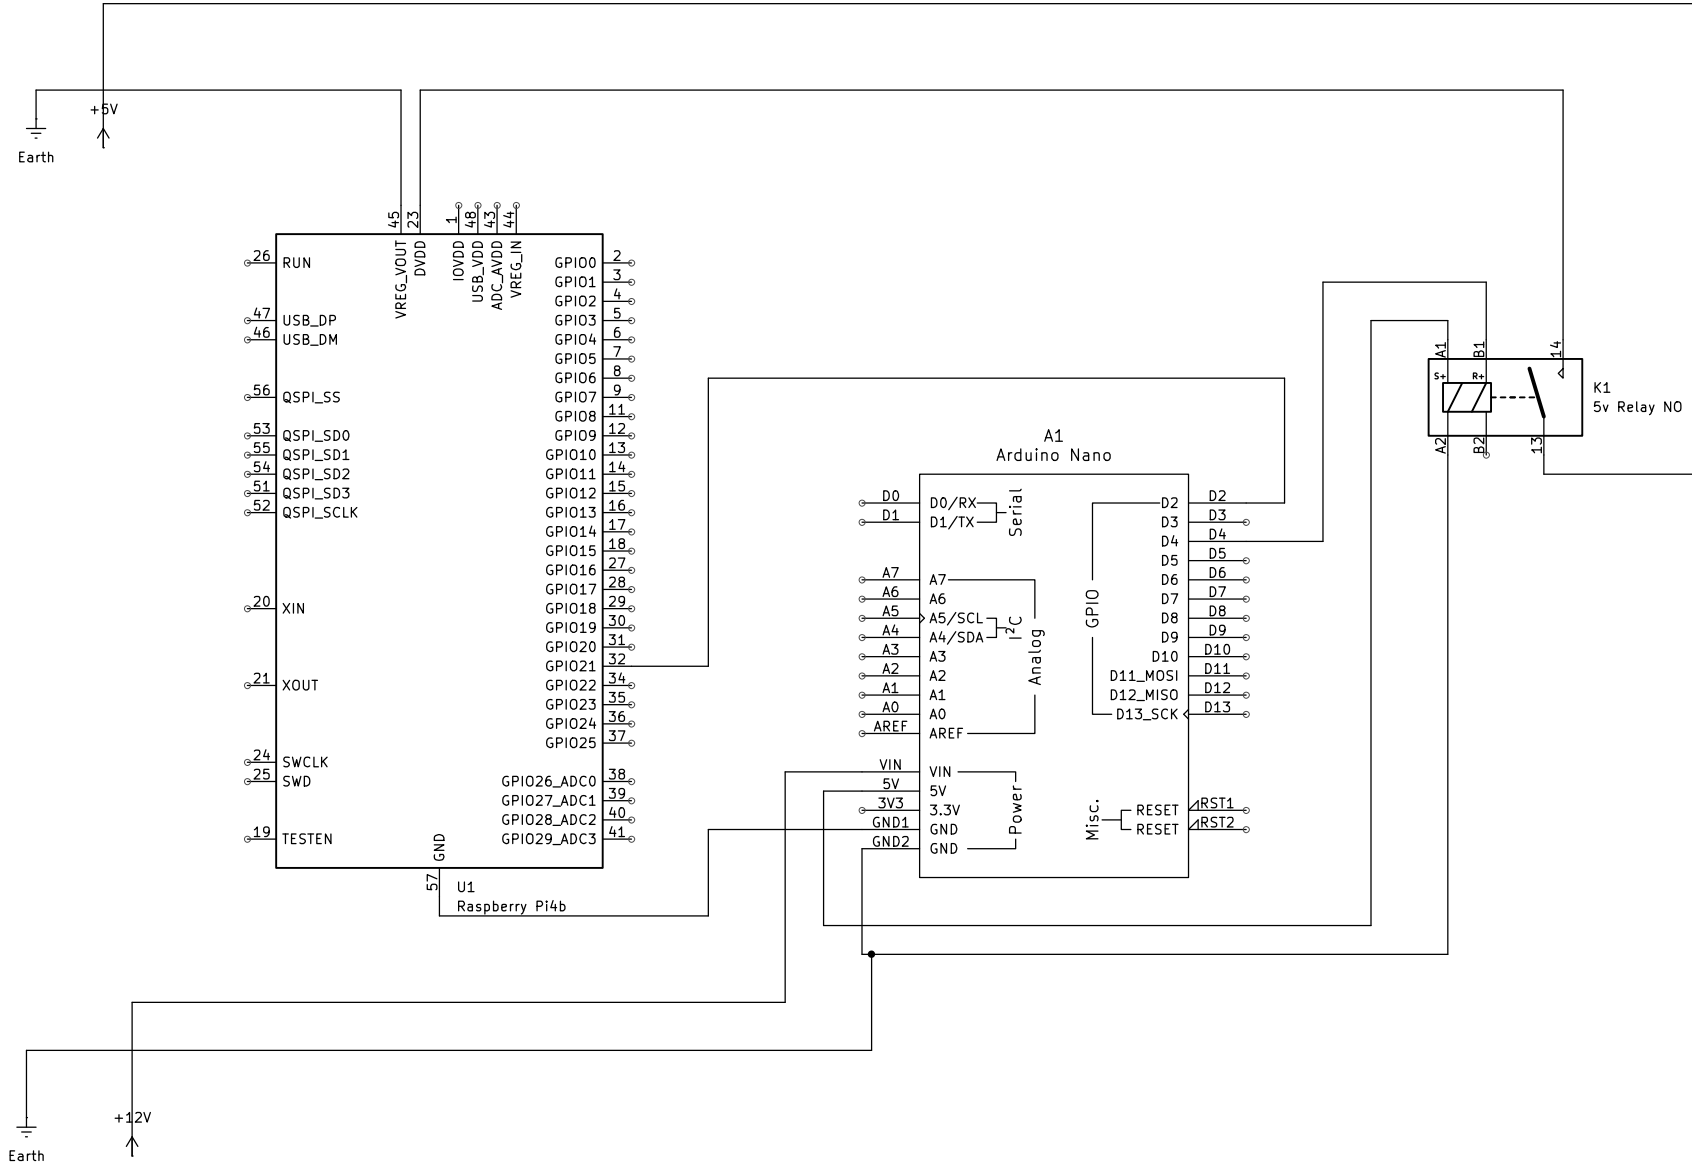 +5V
Earth
45
23
1
48
43
44
VREG_VOUT
DVDD
IOVDD
USB_VDD
ADC_AVDD
VREG_IN
26 RUN
47 USB_DP
46 USB_DM
56 QSPI_SS
53 QSPI_SD0
55 QSPI_SD1
54 QSPI_SD2
51 QSPI_SD3
52 QSPI_SCLK
20 XIN
21 XOUT
24 SWCLK
25 SWD
19 TESTEN
GPIO0 2
GPIO1 3
GPIO2 4
GPIO3 5
GPIO4 6
GPIO5 7
GPIO6 8
GPIO7 9
GPIO8 11
GPIO9 12
GPIO10 13
GPIO11 14
GPIO12 15
GPIO13 16
GPIO14 17
GPIO15 18
GPIO16 27
GPIO17 28
GPIO18 29
GPIO19 30
GPIO20 31
GPIO21 32
GPIO22 34
GPIO23 35
GPIO24 36
GPIO25 37
GPIO26_ADC0 38
GPIO27_ADC1 39
GPIO28_ADC2 40
GPIO29_ADC3 41
GND
57
U1
Raspberry Pi4b
A1
Arduino Nano
D0 D0/RX
D1 D1/TX
Serial
A7 A7
A6 A6
A5 A5/SCL
A4 A4/SDA
I²C
A3 A3
A2 A2
A1 A1
A0 A0
AREF AREF
Analog
VIN VIN
5V 5V
3V3 3.3V
GND1 GND
GND2 GND
Power
GPIO
D2 D2
D3 D3
D4 D4
D5 D5
D6 D6
D7 D7
D8 D8
D9 D9
D10 D10
D11_MOSI D11
D12_MISO D12
D13_SCK D13
Misc.
RESET RST1
RESET RST2
A1
B1
14
S+
R+
A2
B2
13
K1
5v Relay NO
+12V
Earth